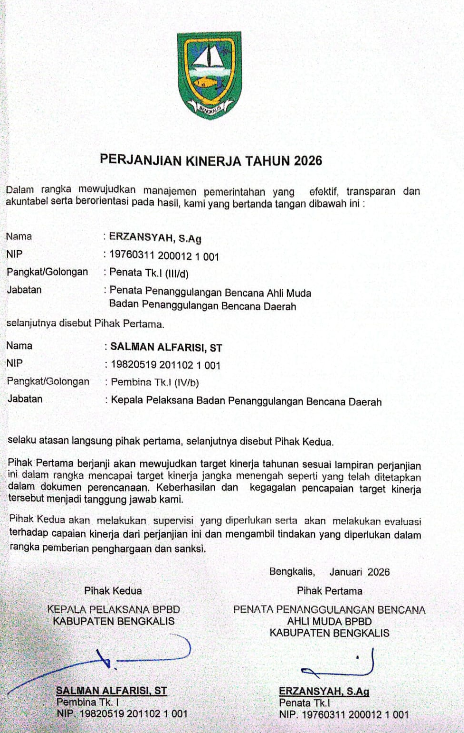 BENGKALIS
PERJANJIAN KINERJA TAHUN 2026
Dalam rangka mewujudkan manajemen pemerintahan yang efektif, transparan dan
akuntabel serta berorientasi pada hasil, kami yang bertanda tangan dibawah ini :
Nama : ERZANSYAH, S.Ag
NIP : 19760311 200012 1 001
Pangkat/Golongan : Penata Tk.I (III/d)
Jabatan : Penata Penanggulangan Bencana Ahli Muda
Badan Penanggulangan Bencana Daerah
selanjutnya disebut Pihak Pertama.
Nama : SALMAN ALFARISI, ST
NIP : 19820519 201102 1 001
Pangkat/Golongan : Pembina Tk.I (IV/b)
Jabatan : Kepala Pelaksana Badan Penanggulangan Bencana Daerah
selaku atasan langsung pihak pertama, selanjutnya disebut Pihak Kedua.
Pihak Pertama berjanji akan mewujudkan target kinerja tahunan sesuai lampiran perjanjian
ini dalam rangka mencapai target kinerja jangka menengah seperti yang telah ditetapkan
dalam dokumen perencanaan. Keberhasilan dan kegagalan pencapaian target kinerja
tersebut menjadi tanggung jawab kami.
Pihak Kedua akan melakukan supervisi yang diperlukan serta akan melakukan evaluasi
terhadap capaian kinerja dari perjanjian ini dan mengambil tindakan yang diperlukan dalam
rangka pemberian penghargaan dan sanksi.
Bengkalis, Januari 2026
Pihak Kedua
KEPALA PELAKSANA BPBD
KABUPATEN BENGKALIS
SALMAN ALFARISI, ST
Pembina Tk. I
NIP. 19820519 201102 1 001
Pihak Pertama
PENATA PENANGGULANGAN BENCANA
AHLI MUDA BPBD
KABUPATEN BENGKALIS
ERZANSYAH, S.Ag
Penata Tk.I
NIP. 19760311 200012 1 001